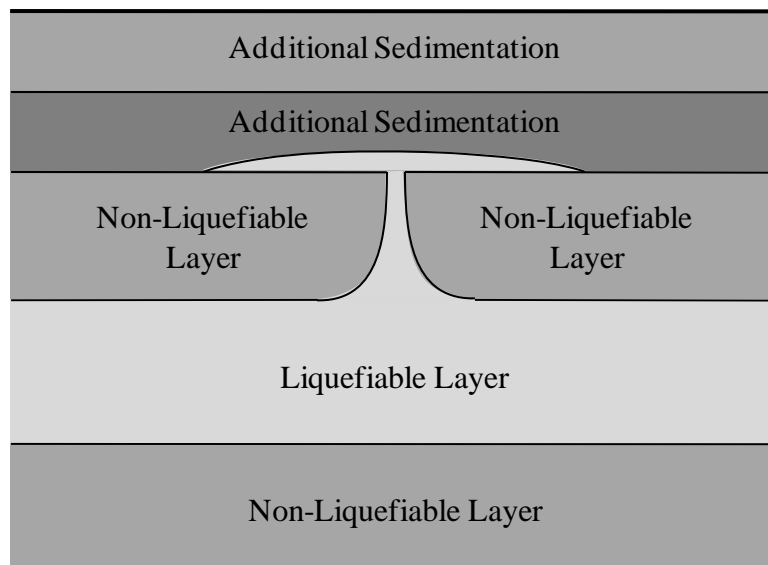 Additional Sedimentation
Additional Sedimentation
Non-Liquefiable
Layer
Non-Liquefiable
Layer
Liquefiable Layer
Non-Liquefiable Layer